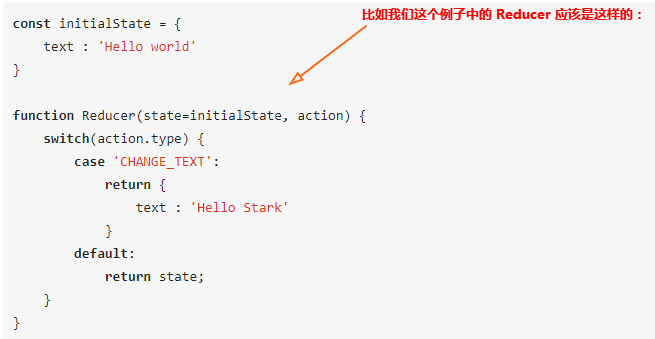 比如我们这个例子中的 Reducer 应该是这样的：
const initialState = {
    text : 'Hello world'
}
function Reducer(state=initialState, action) {
    switch(action.type) {
        case 'CHANGE_TEXT':
            return {
                text : 'Hello Stark'
            }
        default:
            return state;
    }
}